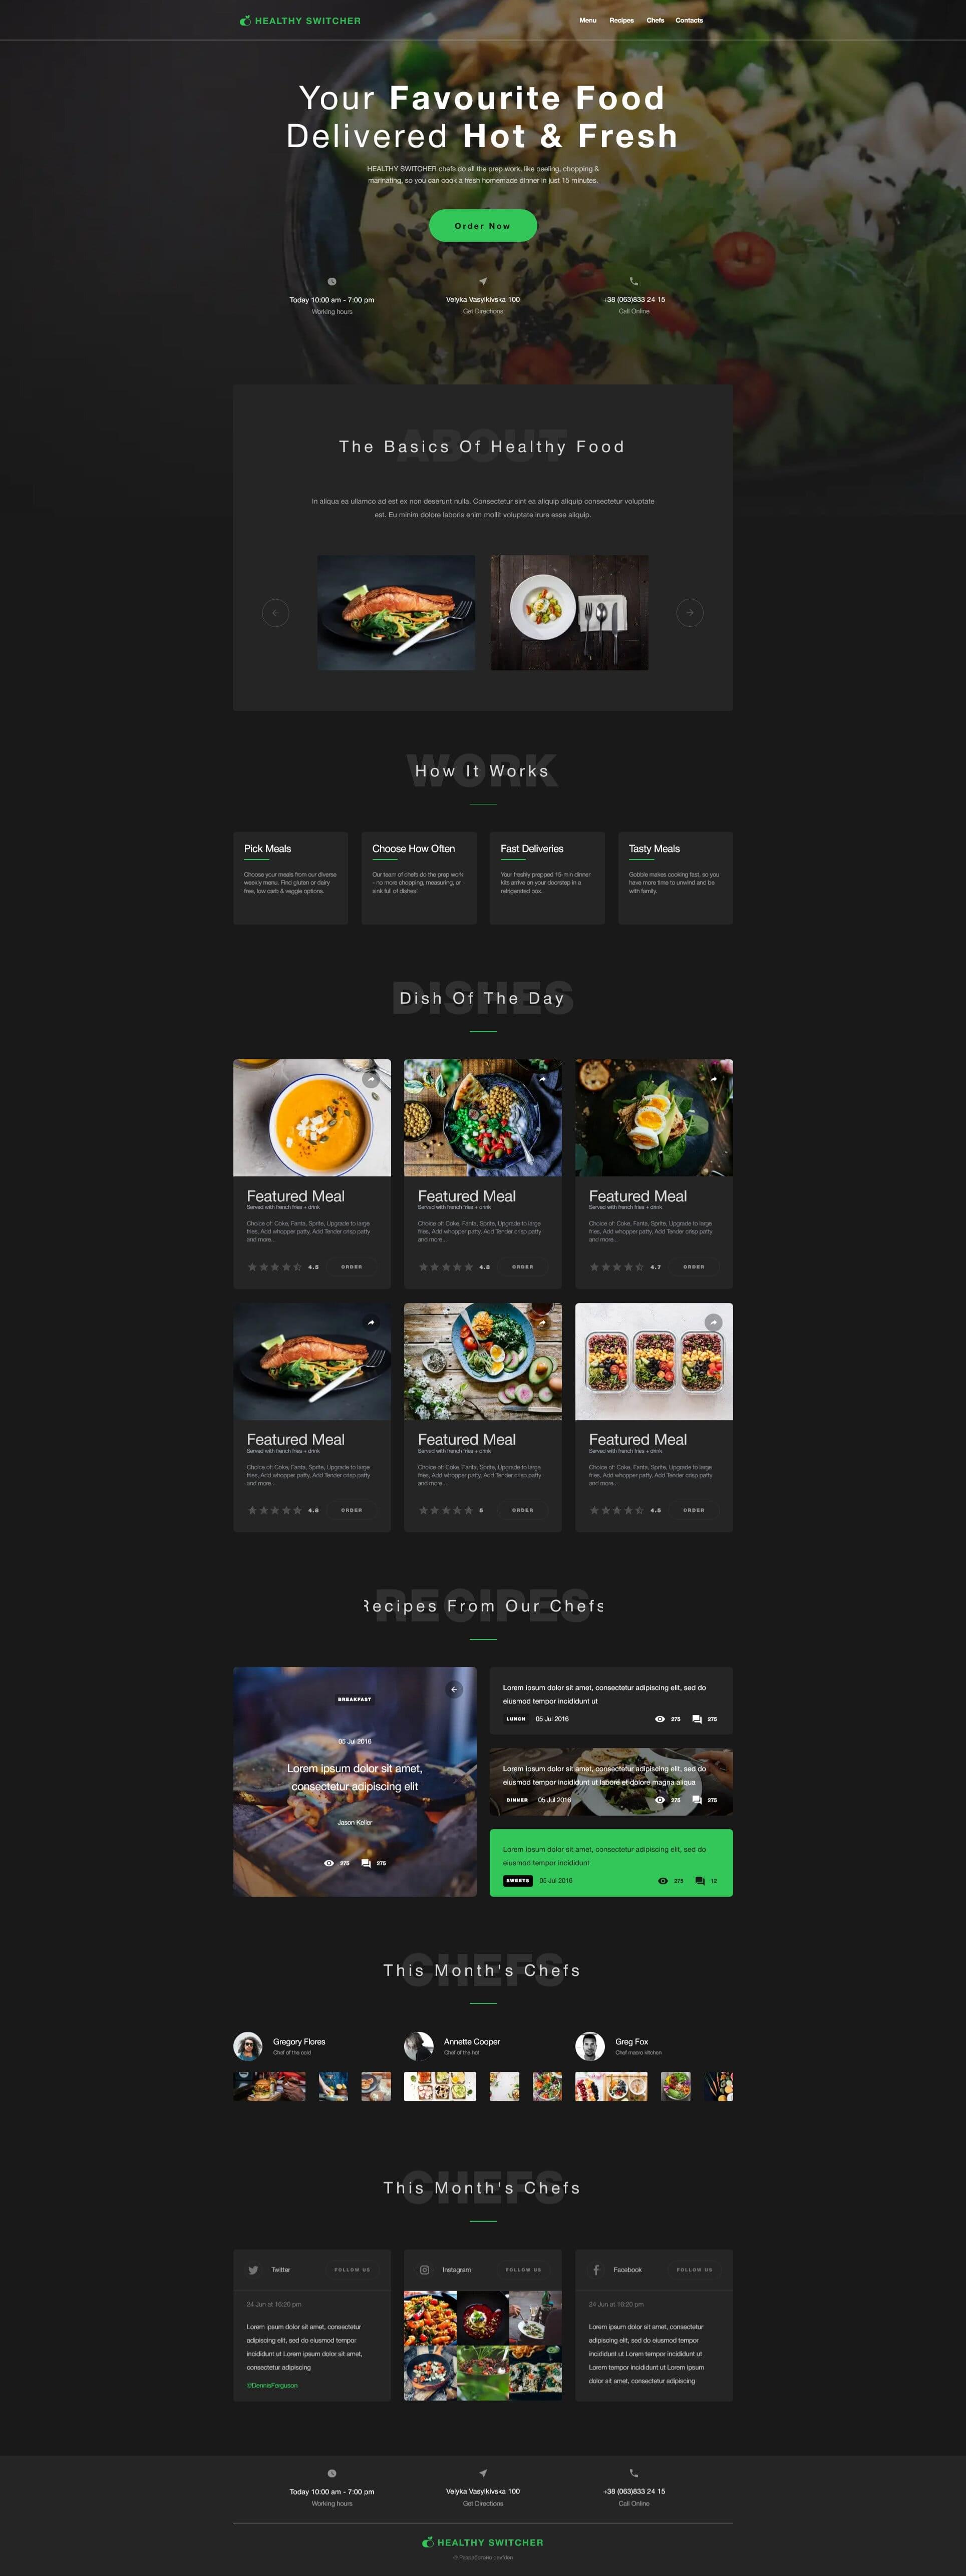 HEALTHY SWITCHER
Menu Recipes Chefs Contacts
Your Favourite Food
Delivered Hot & Fresh
HEALTHY SWITCHER chefs do all the prep work, like peeling, chopping &
marinating, so you can cook a fresh homemade dinner in just 15 minutes.
Order Now
Today 10:00 am - 7:00 pm
Working hours
Velyka Vasylkivska 100
Get Directions
+38 (063)833 24 15
Call Online
ABOUT
The Basics Of Healthy Food
In aliqua ea ullamco ad est ex non deserunt nulla. Consectetur sint ea aliquip aliquip consectetur voluptate
est. Eu minim dolore laboris enim mollit voluptate irure esse aliquip.
WORK
How It Works
Pick Meals
Choose your meals from our diverse
weekly menu. Find gluten or dairy
free, low carb & veggie options.
Choose How Often
Our team of chefs do the prep work
- no more chopping, measuring, or
sink full of dishes!
Fast Deliveries
Your freshly prepped 15-min dinner
kits arrive on your doorstep in a
refrigerated box.
Tasty Meals
Gobble makes cooking fast, so you
have more time to unwind and be
with family.
DISHES
Dish Of The Day
Featured Meal
Served with french fries + drink
Choice of: Coke, Fanta, Sprite, Upgrade to large
fries, Add whopper patty, Add Tender crisp patty
and more...
4.5 ORDER
Featured Meal
Served with french fries + drink
Choice of: Coke, Fanta, Sprite, Upgrade to large
fries, Add whopper patty, Add Tender crisp patty
and more...
4.8 ORDER
Featured Meal
Served with french fries + drink
Choice of: Coke, Fanta, Sprite, Upgrade to large
fries, Add whopper patty, Add Tender crisp patty
and more...
4.7 ORDER
Featured Meal
Served with french fries + drink
Choice of: Coke, Fanta, Sprite, Upgrade to large
fries, Add whopper patty, Add Tender crisp patty
and more...
4.8 ORDER
Featured Meal
Served with french fries + drink
Choice of: Coke, Fanta, Sprite, Upgrade to large
fries, Add whopper patty, Add Tender crisp patty
and more...
5 ORDER
Featured Meal
Served with french fries + drink
Choice of: Coke, Fanta, Sprite, Upgrade to large
fries, Add whopper patty, Add Tender crisp patty
and more...
4.5 ORDER
RECIPES
Recipes From Our Chefs
BREAKFAST
05 Jul 2016
Lorem ipsum dolor sit amet,
consectetur adipiscing elit
Jason Keller
275 275
Lorem ipsum dolor sit amet, consectetur adipiscing elit, sed do
eiusmod tempor incididunt ut
LUNCH 05 Jul 2016 275 275
Lorem ipsum dolor sit amet, consectetur adipiscing elit, sed do
eiusmod tempor incididunt ut labore et dolore magna aliqua
DINNER 05 Jul 2016 275 275
Lorem ipsum dolor sit amet, consectetur adipiscing elit, sed do
eiusmod tempor incididunt
SWEETS 05 Jul 2016 275 12
CHEFS
This Month's Chefs
Gregory Flores
Chef of the cold
Annette Cooper
Chef of the hot
Greg Fox
Chef macro kitchen
CHEFS
This Month's Chefs
Twitter FOLLOW US
24 Jun at 16:20 pm
Lorem ipsum dolor sit amet, consectetur
adipiscing elit, sed do eiusmod tempor
incididunt ut Lorem ipsum dolor sit amet,
consectetur adipiscing
@DennisFerguson
Instagram FOLLOW US
Facebook FOLLOW US
24 Jun at 16:20 pm
Lorem ipsum dolor sit amet, consectetur
adipiscing elit, sed do eiusmod tempor
incididunt ut Lorem tempor incididunt ut
Lorem tempor incididunt ut Lorem ipsum
dolor sit amet, consectetur adipiscing
Today 10:00 am - 7:00 pm
Working hours
Velyka Vasylkivska 100
Get Directions
+38 (063)833 24 15
Call Online
HEALTHY SWITCHER
© Разработано